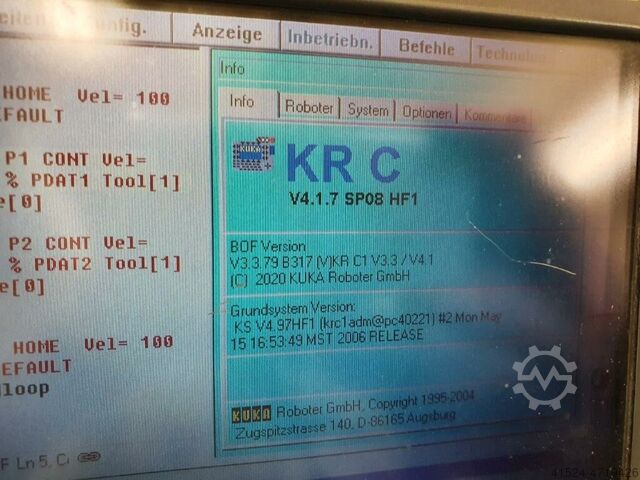 Anzeige Inbetriebn. Befehle
Info
Info Roboter System Optionen Kommentare
HOME Vel= 100
EFAULT
P1 CONT Vel=
% PDAT1 Tool[1]
e[0]
P2 CONT Vel=
% PDAT2 Tool[1]
e[0]
HOME Vel= 100
EFAULT
loop
F Ln 5, C
KUKA
KR C
V4.1.7 SP08 HF1
BOF Version
V3.3.79 B317 (V)KR C1 V3.3 / V4.1
(C) 2020 KUKA Roboter GmbH
Grundsystem Version:
KS V4.97HF1 (krc1adm@pc40221) #2 Mon May
15 16:53:49 MST 2006 RELEASE
KUKA Roboter GmbH, Copyright 1995-2004
Zugspitzstrasse 140, D-86165 Augsburg